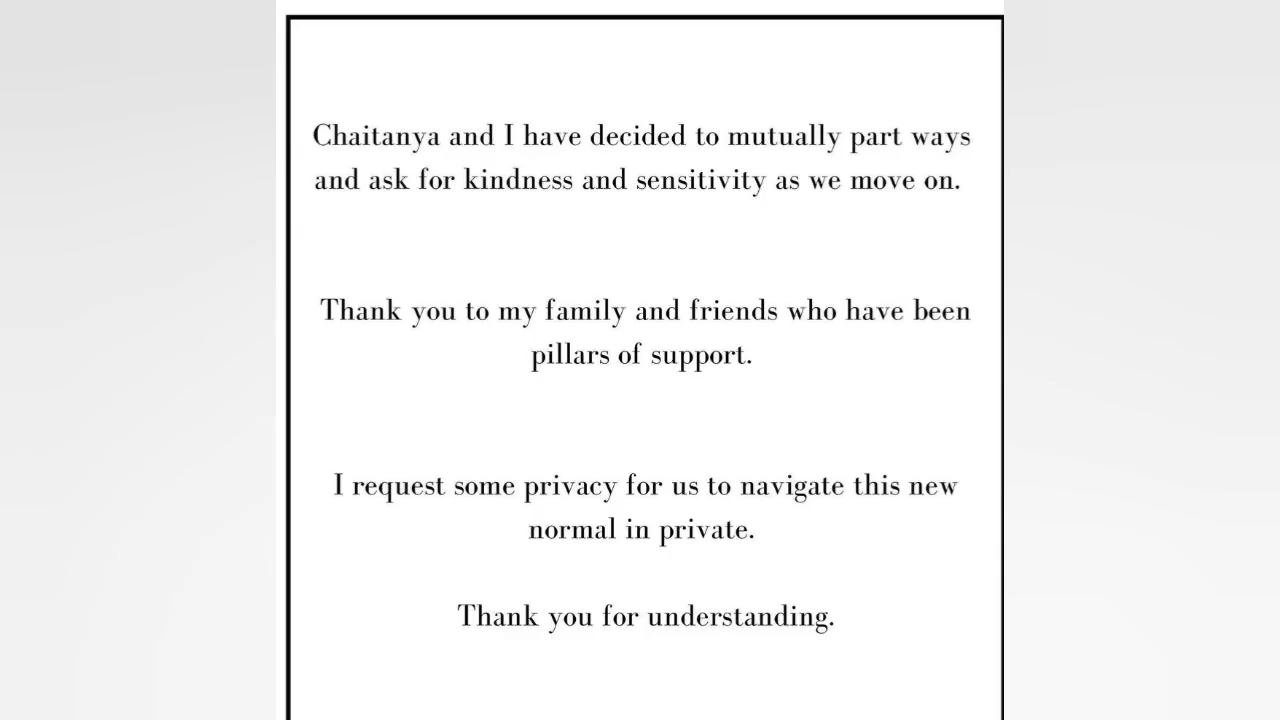 Chaitanya and I have decided to mutually part ways
and ask for kindness and sensitivity as we move on.
Thank you to my family and friends who have been
pillars of support.
I request some privacy for us to navigate this new
normal in private.
Thank you for understanding.